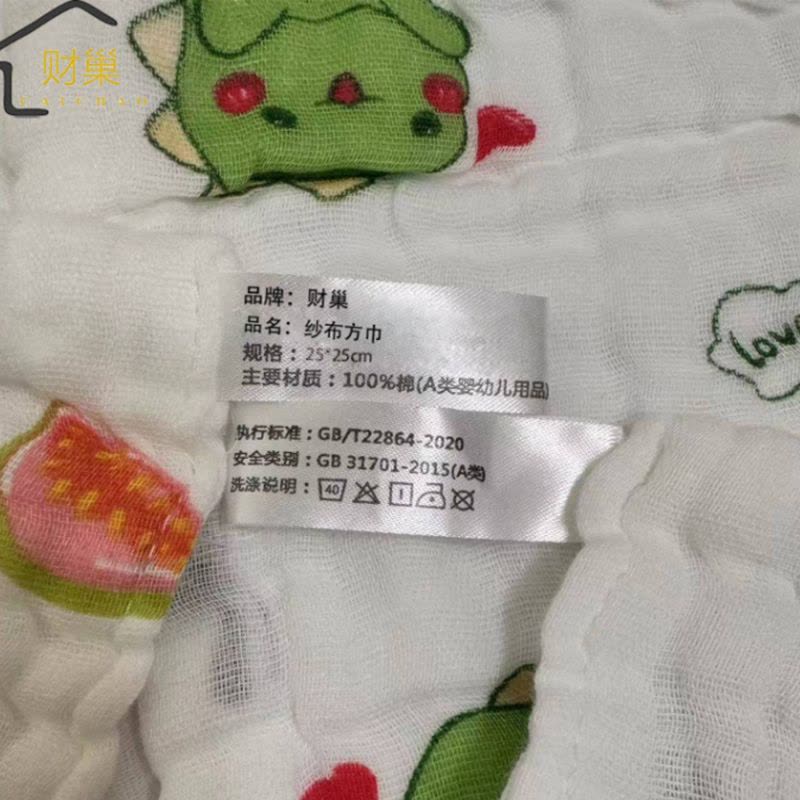 财巢
CAICHAO
品牌：财巢
品名：纱布方巾
规格：25*25cm
主要材质：100%棉(A类婴幼儿用品)
执行标准：GB/T22864-2020
安全类别：GB 31701-2015(A类)
洗涤说明：40
love